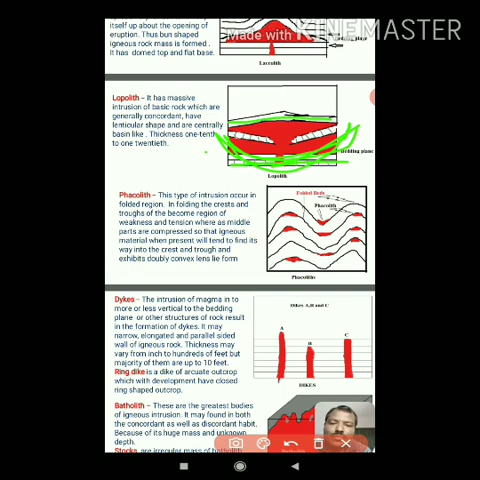 itself up about the opening of
eruption. Thus bun shaped
igneous rock mass is formed .
It has domed top and flat base.
Made with KINEMASTER
Laccolith
Lopolith - It has massive
intrusion of basic rock which are
generally concordant, have
lenticular shape and are centrally
basin like . Thickness one-tenth
to one twentieth.
Bedding plane
Lopolith
Phacolith - This type of intrusion occur in
folded region. In folding the crests and
troughs of the become region of
weakness and tension where as middle
parts are compressed so that igneous
material when present will tend to find its
way into the crest and trough and
exhibits doubly convex lens lie form
Folded Beds
Phacolith
Phacoliths
Dykes - The intrusion of magma in to
more or less vertical to the bedding
plane or other structures of rock result
in the formation of dykes. It may
narrow, elongated and parallel sided
wall of igneous rock. Thickness may
vary from inch to hundreds of feet but
majority of them are up to 10 feet.
Ring dike is a dike of arcuate outcrop
which with development have closed
ring shaped outcrop.
Dikes A,B and C
A
B
C
DIKES
Batholith - These are the greatest bodies
of igneous intrusion. It may found in both
the concordant as well as discordant habit.
Because of its huge mass and unknown
depth.
Stocks are irregular mass of batholith